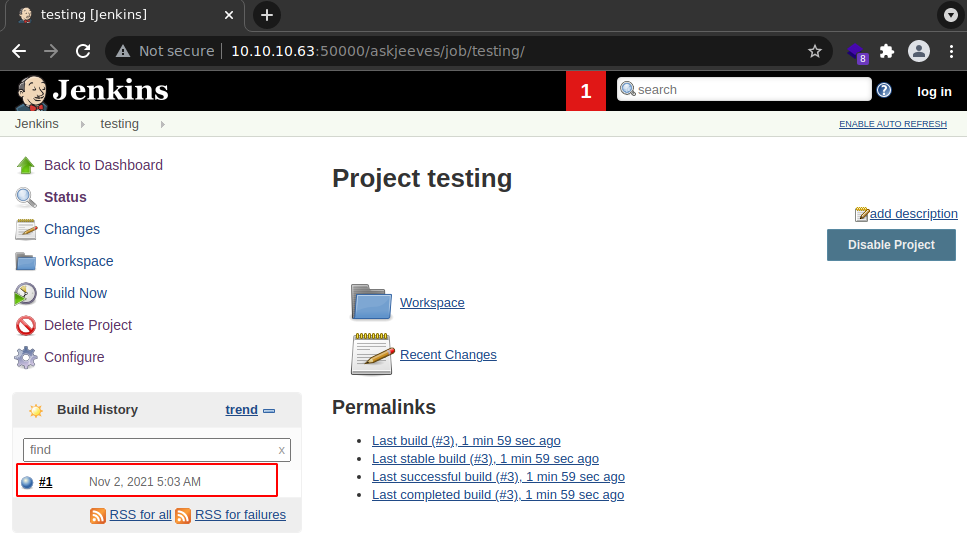 testing [Jenkins]
Not secure | 10.10.10.63:50000/askjeeves/job/testing/
8
Jenkins
1
search
log in
Jenkins testing
ENABLE AUTO REFRESH
Back to Dashboard
Status
Changes
Workspace
Build Now
Delete Project
Configure
Build History
trend
find
x
#1 Nov 2, 2021 5:03 AM
RSS for all RSS for failures
Project testing
add description
Disable Project
Workspace
Recent Changes
Permalinks
Last build (#3), 1 min 59 sec ago
Last stable build (#3), 1 min 59 sec ago
Last successful build (#3), 1 min 59 sec ago
Last completed build (#3), 1 min 59 sec ago